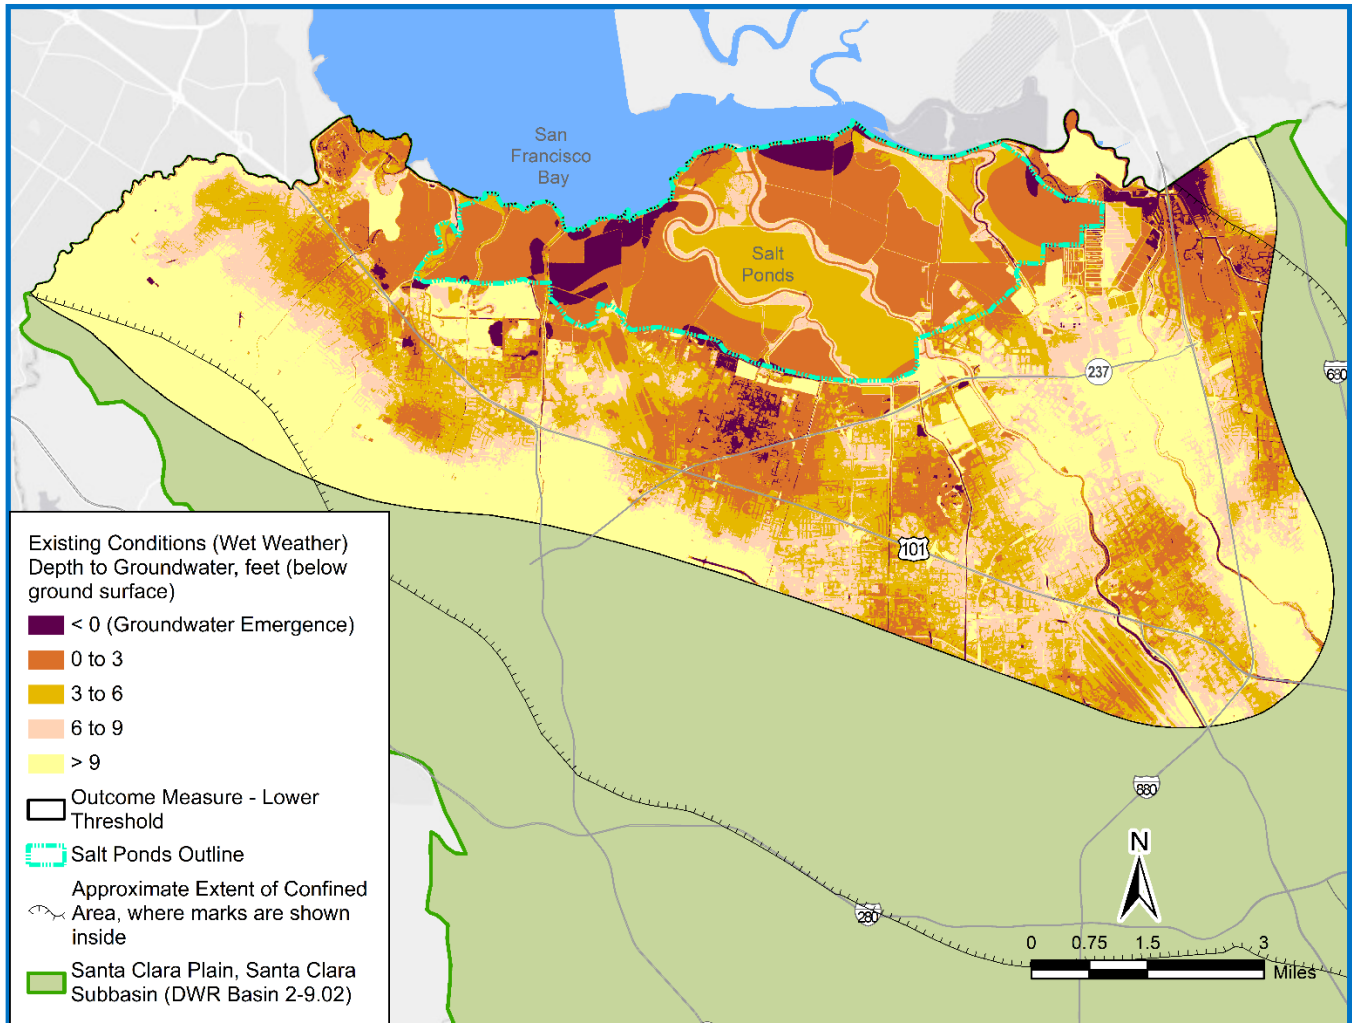 San
Francisco
Bay
Salt
Ponds
237
680
101
880
280
Existing Conditions (Wet Weather)
Depth to Groundwater, feet (below
ground surface)
< 0 (Groundwater Emergence)
0 to 3
3 to 6
6 to 9
> 9
Outcome Measure - Lower
Threshold
Salt Ponds Outline
Approximate Extent of Confined
Area, where marks are shown
inside
Santa Clara Plain, Santa Clara
Subbasin (DWR Basin 2-9.02)
N
0 0.75 1.5 3
Miles